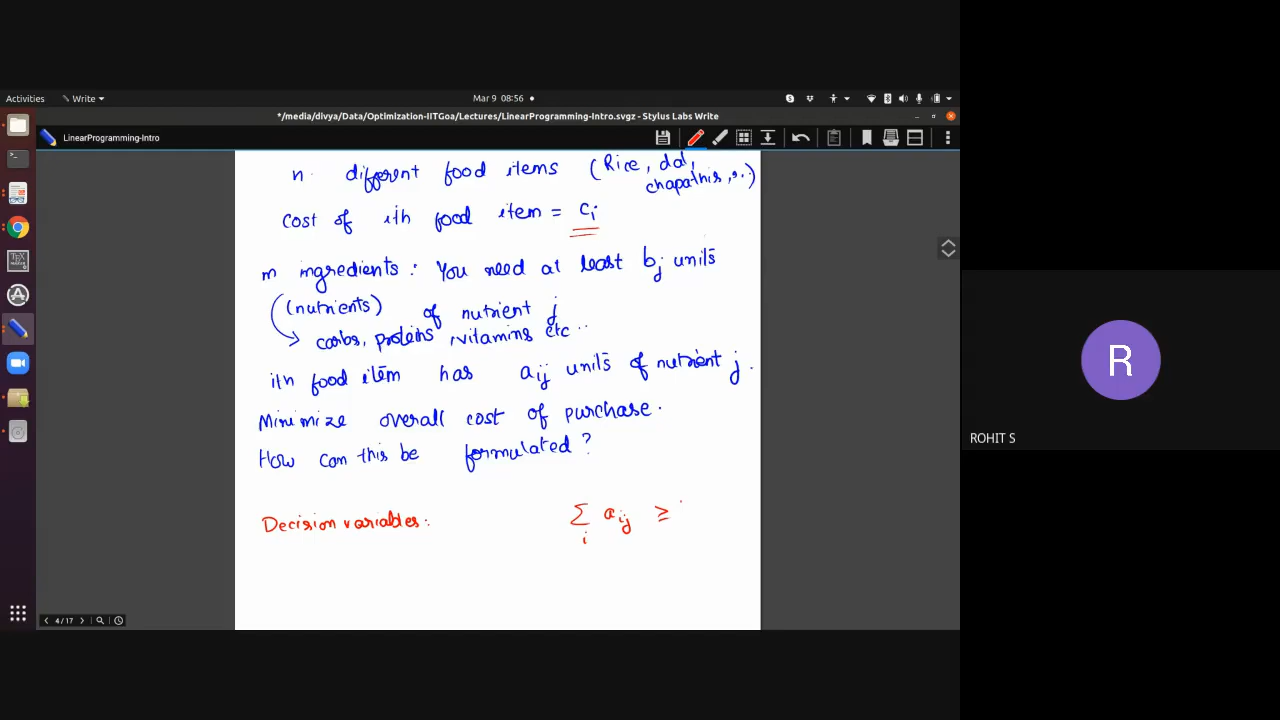 Activities
Write
Mar 9 08:56
*/media/divya/Data/Optimization-IITGoa/Lectures/LinearProgramming-Intro.svgz - Stylus Labs Write
LinearProgramming-Intro
n different food items (Rice, dal,
chapathis, ..)
cost of ith food item = ci
m ingredients : You need at least bj units
(nutrients) of nutrient j
carbs, proteins, vitamins etc ..
ith food item has aij units of nutrient j.
Minimize overall cost of purchase.
How can this be formulated?
Decision variables: Σ aij ≥
i
4/17
R
ROHIT S